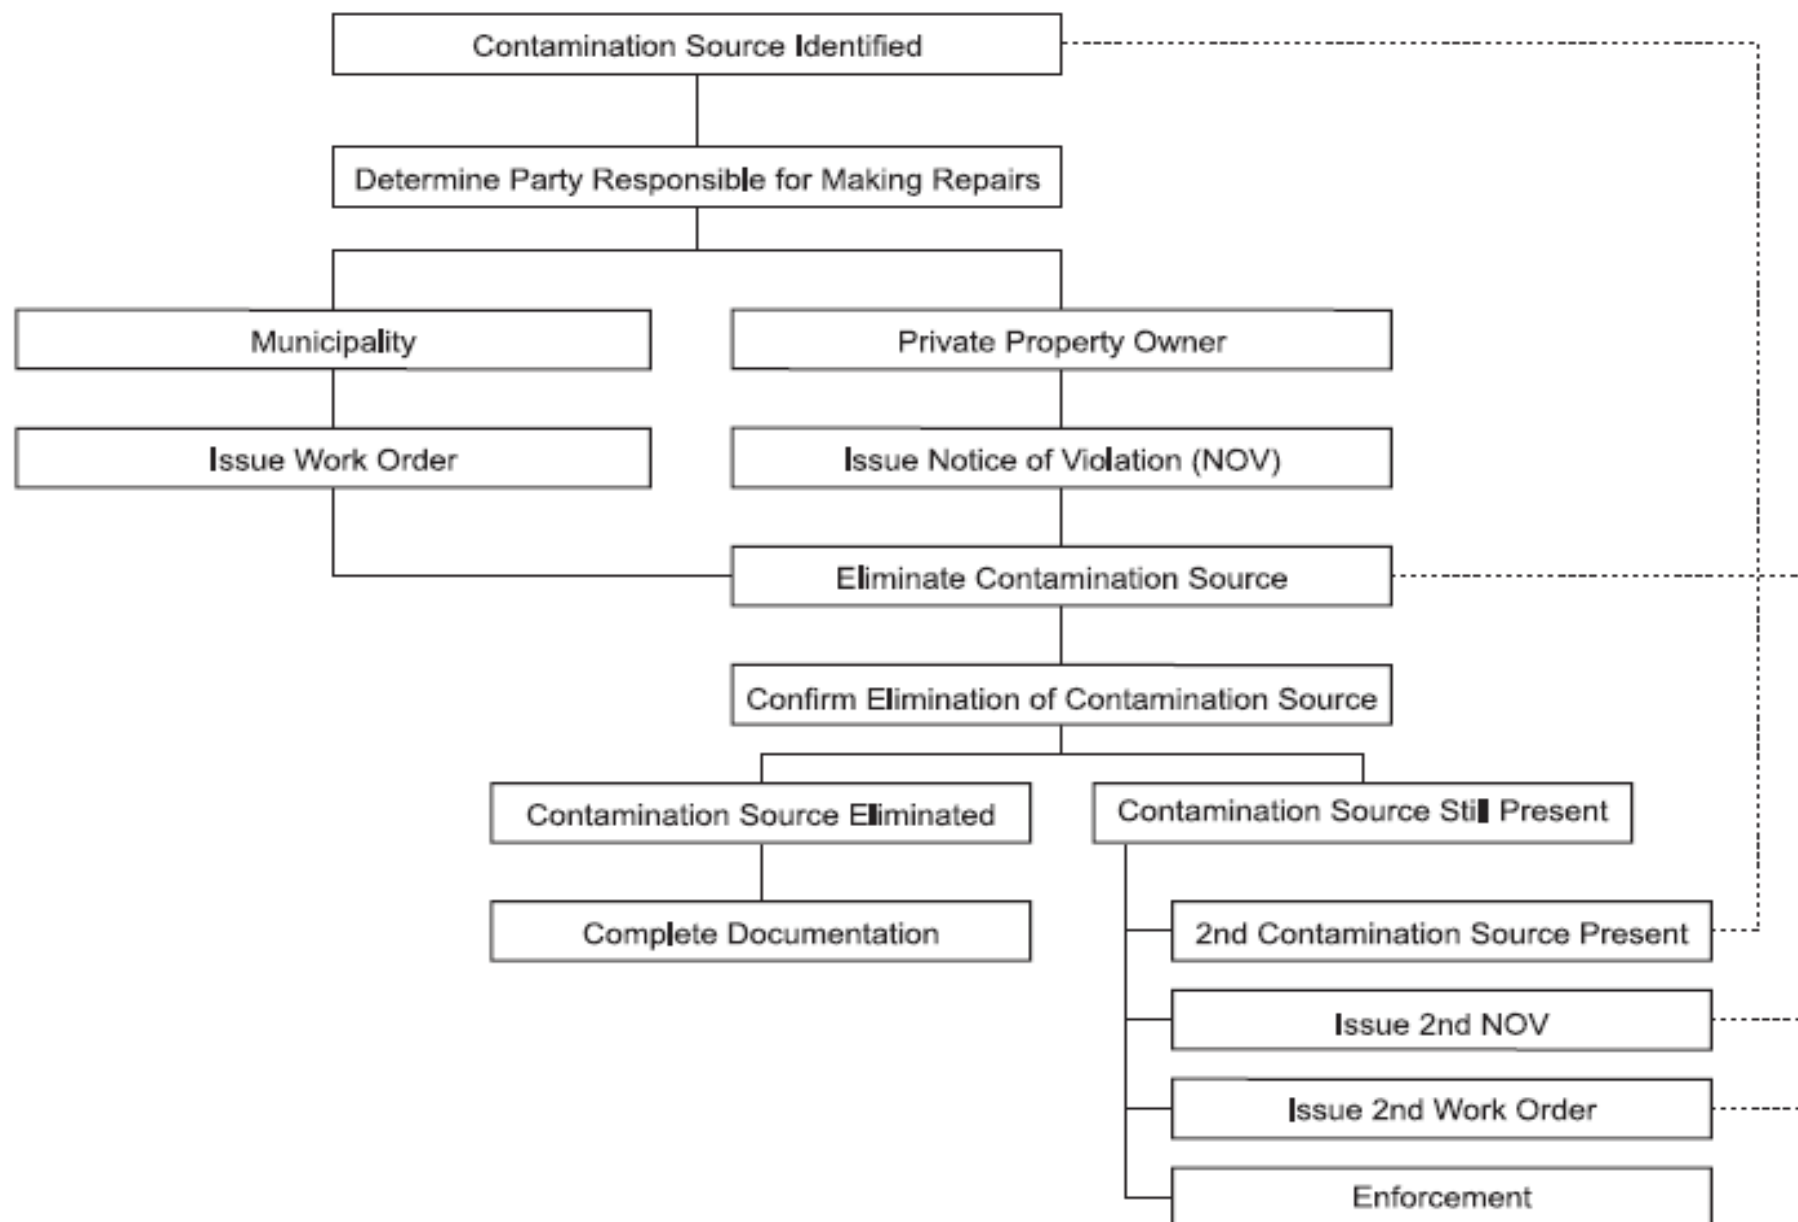 Contamination Source Identified
Determine Party Responsible for Making Repairs
Municipality
Private Property Owner
Issue Work Order
Issue Notice of Violation (NOV)
Eliminate Contamination Source
Confirm Elimination of Contamination Source
Contamination Source Eliminated
Contamination Source Still Present
Complete Documentation
2nd Contamination Source Present
Issue 2nd NOV
Issue 2nd Work Order
Enforcement